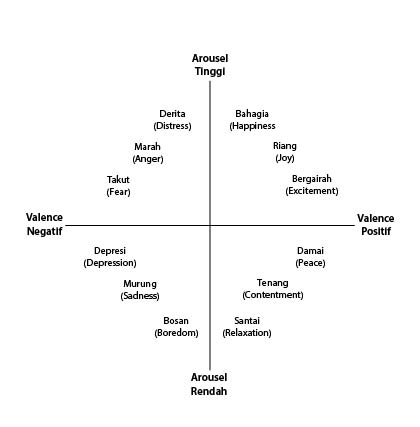 Arousel
Tinggi
Derita
(Distress)
Bahagia
(Happiness
Marah
(Anger)
Riang
(Joy)
Takut
(Fear)
Bergairah
(Excitement)
Valence
Negatif
Valence
Positif
Depresi
(Depression)
Damai
(Peace)
Murung
(Sadness)
Tenang
(Contentment)
Bosan
(Boredom)
Santai
(Relaxation)
Arousel
Rendah